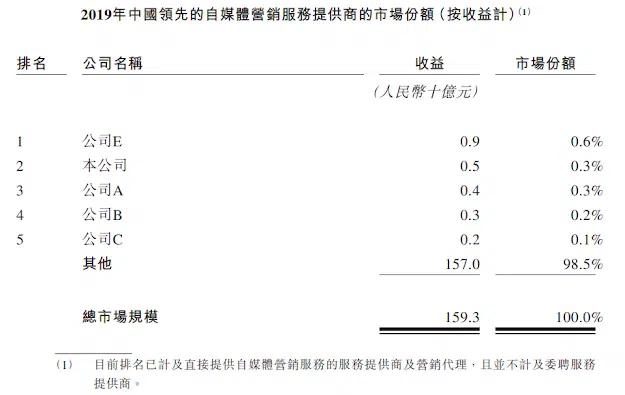 2019年中國領先的自媒體營銷服務提供商的市場份額（按收益計）(1)
排名 公司名稱 收益 市場份額
（人民幣十億元）
1 公司E 0.9 0.6%
2 本公司 0.5 0.3%
3 公司A 0.4 0.3%
4 公司B 0.3 0.2%
5 公司C 0.2 0.1%
其他 157.0 98.5%
總市場規模 159.3 100.0%
(1) 目前排名已計及直接提供自媒體營銷服務的服務提供商及營銷代理，且並不計及委聘服務
提供商。